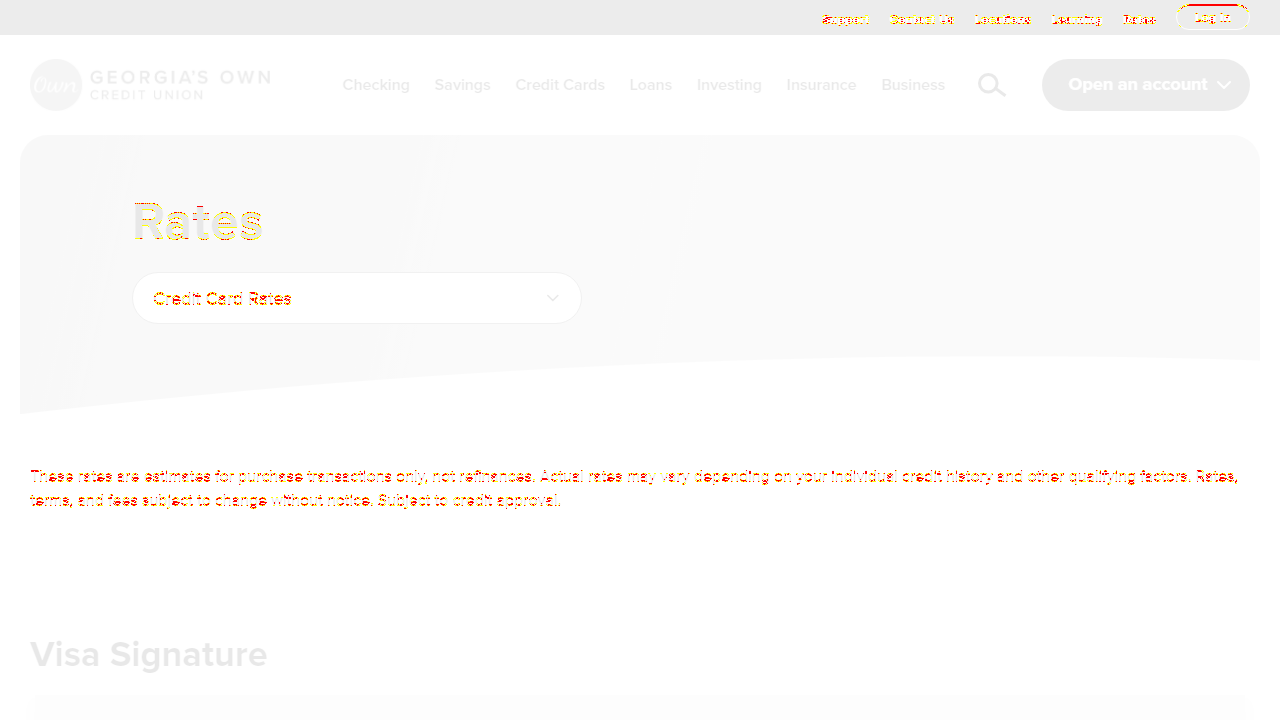 Support Contact Us Locations Learning Rates Log In
Own GEORGIA'S OWN
CREDIT UNION
Checking Savings Credit Cards Loans Investing Insurance Business Open an account
Rates
Credit Card Rates
These rates are estimates for purchase transactions only, not refinances. Actual rates may vary depending on your individual credit history and other qualifying factors. Rates,
terms, and fees subject to change without notice. Subject to credit approval.
Visa Signature